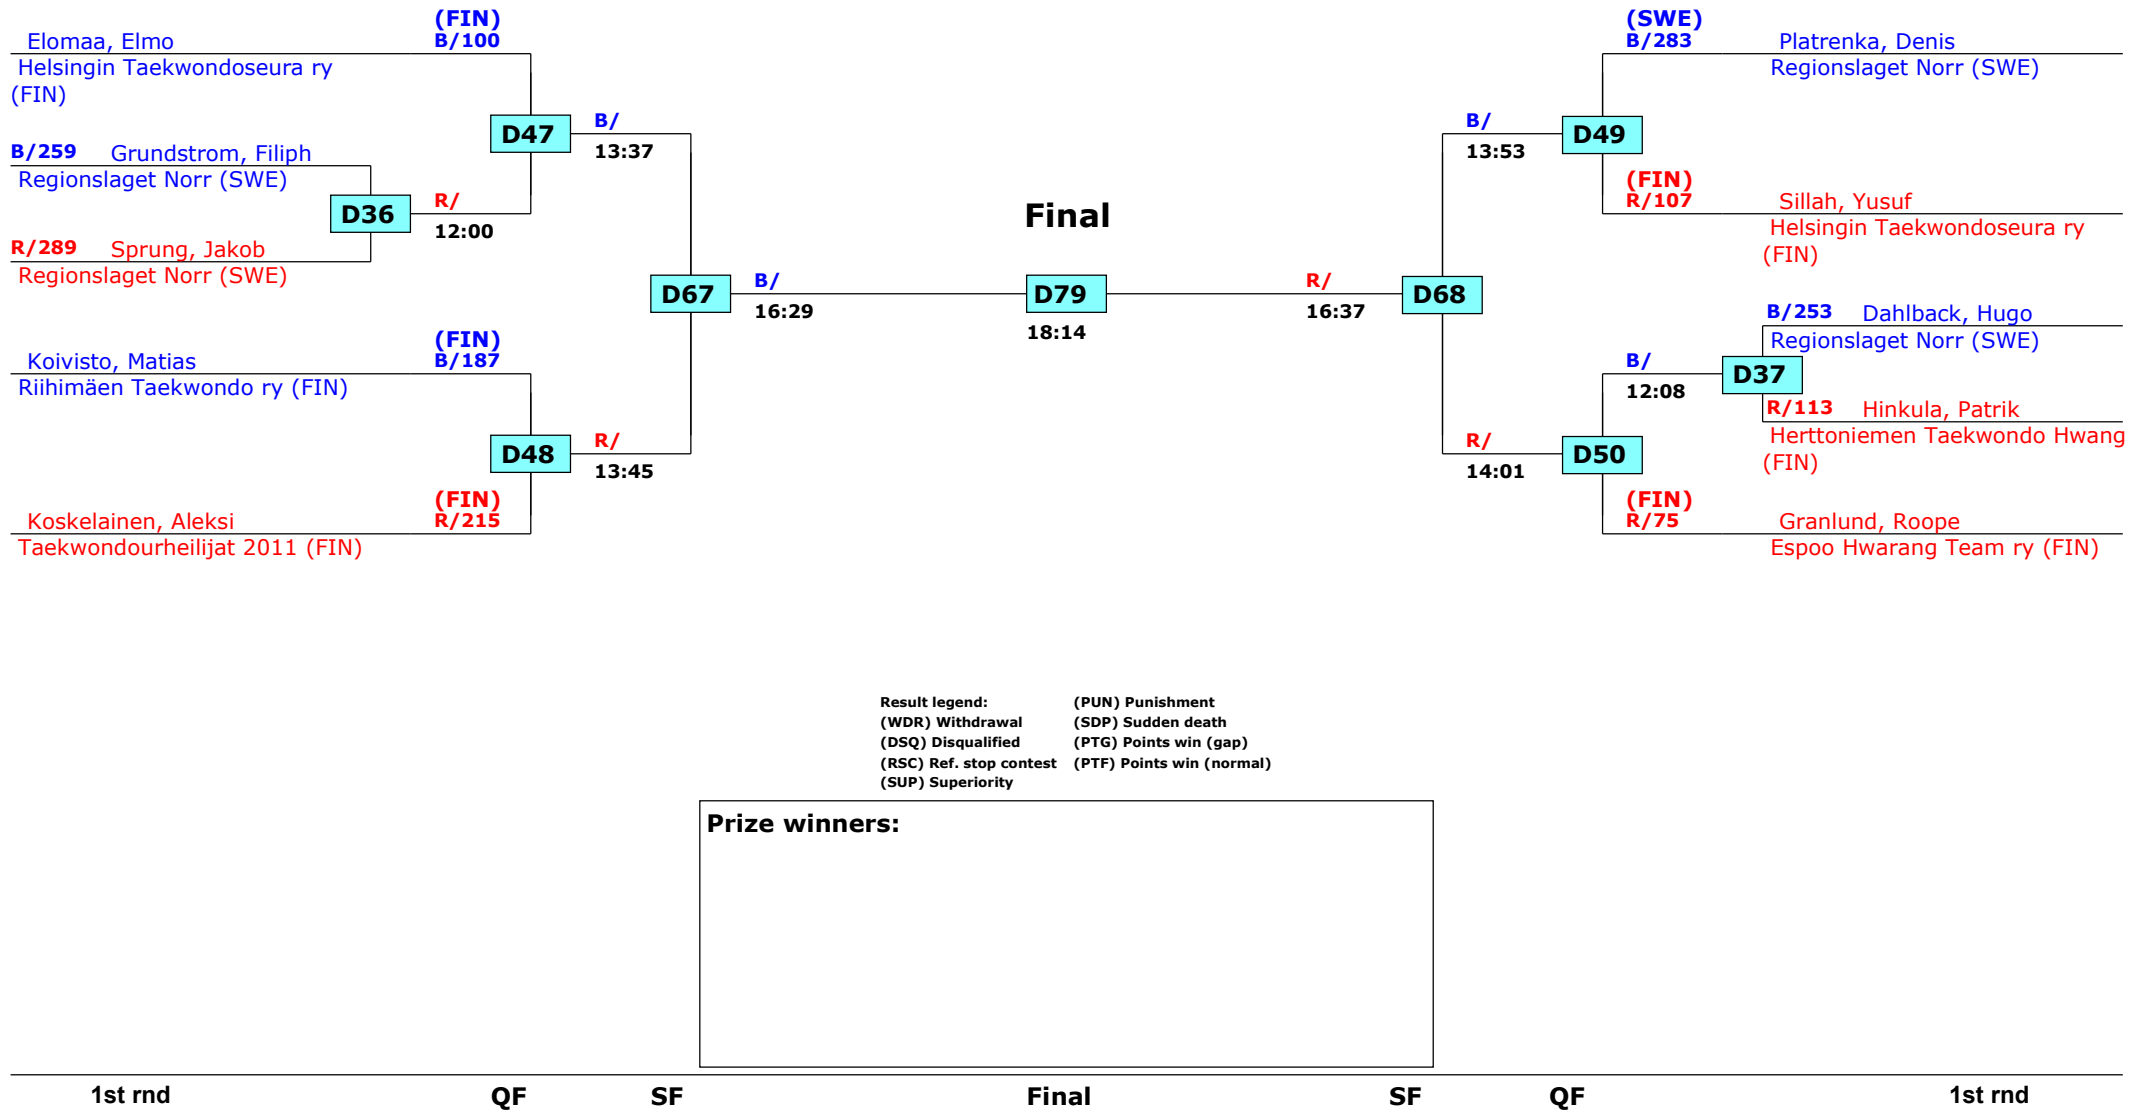 (FIN)
Elomaa, Elmo B/100
Helsingin Taekwondoseura ry
(FIN)
D47
B/
13:37
B/259 Grundstrom, Filiph
Regionslaget Norr (SWE)
D36
R/
12:00
R/289 Sprung, Jakob
Regionslaget Norr (SWE)
D67
B/
16:29
(FIN)
Koivisto, Matias B/187
Riihimäen Taekwondo ry (FIN)
D48
R/
13:45
(FIN)
Koskelainen, Aleksi R/215
Taekwondourheilijat 2011 (FIN)
Final
D79
18:14
(SWE)
B/283 Platrenka, Denis
Regionslaget Norr (SWE)
B/
13:53
D49
(FIN)
R/107 Sillah, Yusuf
Helsingin Taekwondoseura ry
(FIN)
R/
16:37
D68
B/253 Dahlback, Hugo
Regionslaget Norr (SWE)
B/
12:08
D37
R/113 Hinkula, Patrik
Herttoniemen Taekwondo Hwang
(FIN)
R/
14:01
D50
(FIN)
R/75 Granlund, Roope
Espoo Hwarang Team ry (FIN)
Result legend: (PUN) Punishment
(WDR) Withdrawal (SDP) Sudden death
(DSQ) Disqualified (PTG) Points win (gap)
(RSC) Ref. stop contest (PTF) Points win (normal)
(SUP) Superiority
Prize winners:
1st rnd QF SF Final SF QF 1st rnd